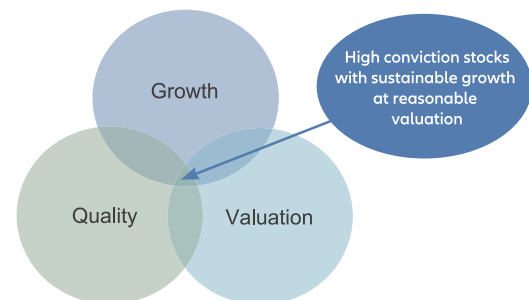 Growth
High conviction stocks
with sustainable growth
at reasonable
valuation
Quality
Valuation